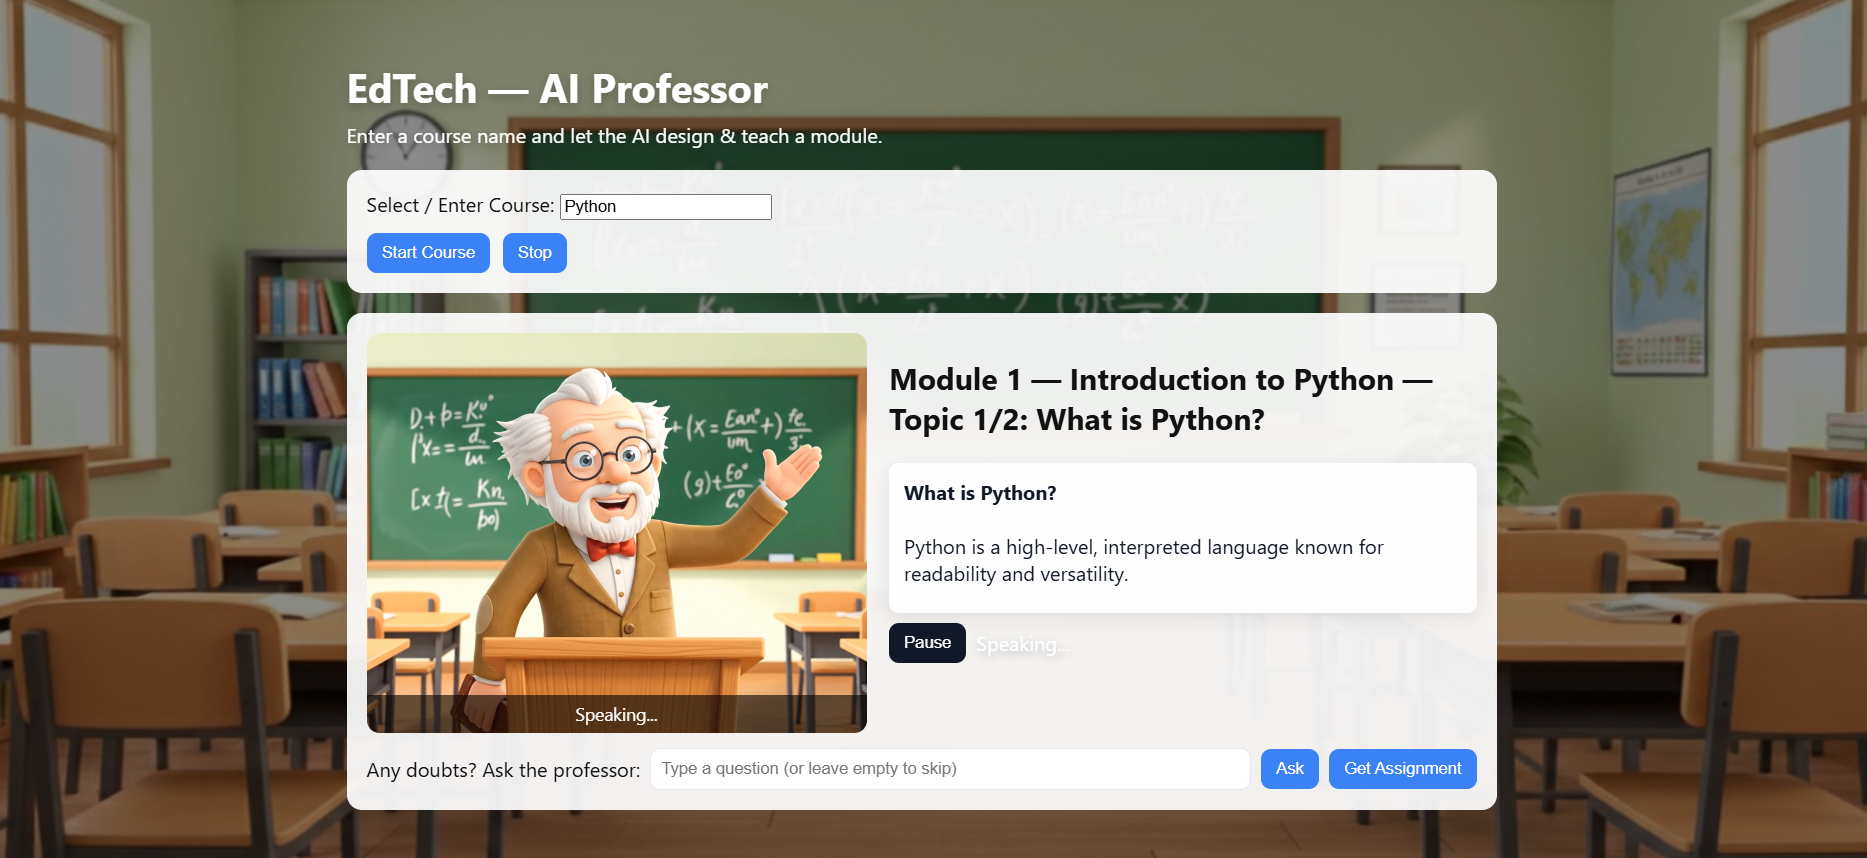 EdTech — AI Professor
Enter a course name and let the AI design & teach a module.
Select / Enter Course: Python
Start Course Stop
Module 1 — Introduction to Python —
Topic 1/2: What is Python?
What is Python?
Python is a high-level, interpreted language known for
readability and versatility.
Pause Speaking...
Speaking...
Any doubts? Ask the professor: Type a question (or leave empty to skip) Ask Get Assignment